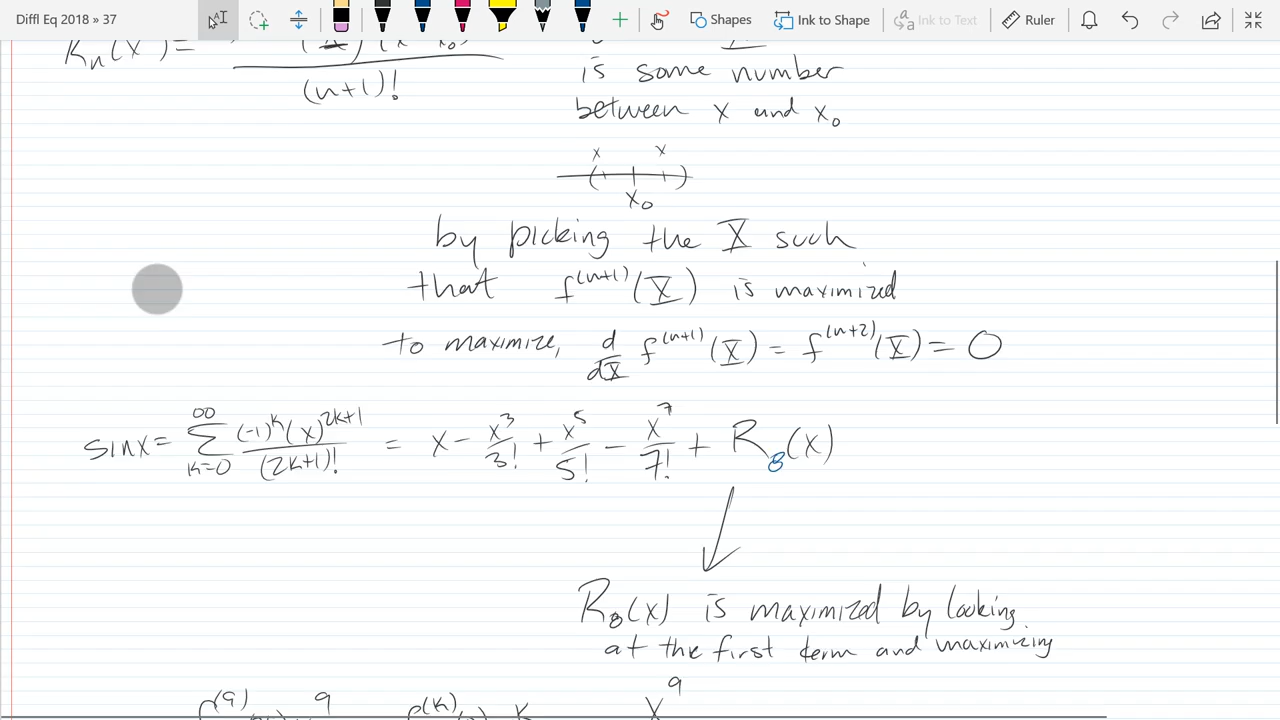 Diffl Eq 2018 » 37
Shapes
Ink to Shape
Ink to Text
Ruler
Rₙ(x) =
(n+1)!
is some number
between x and x₀
x x
x₀
by picking the X such
that f⁽ⁿ⁺¹⁾(X) is maximized
to maximize, d/dX f⁽ⁿ⁺¹⁾(X) = f⁽ⁿ⁺²⁾(X) = 0
sin x = ∑_{k=0}^{∞} (-1)^k (x)^{2k+1} / (2k+1)! = x - x³/3! + x⁵/5! - x⁷/7! + R₈(x)
R₈(x) is maximized by looking
at the first term and maximizing
x⁹